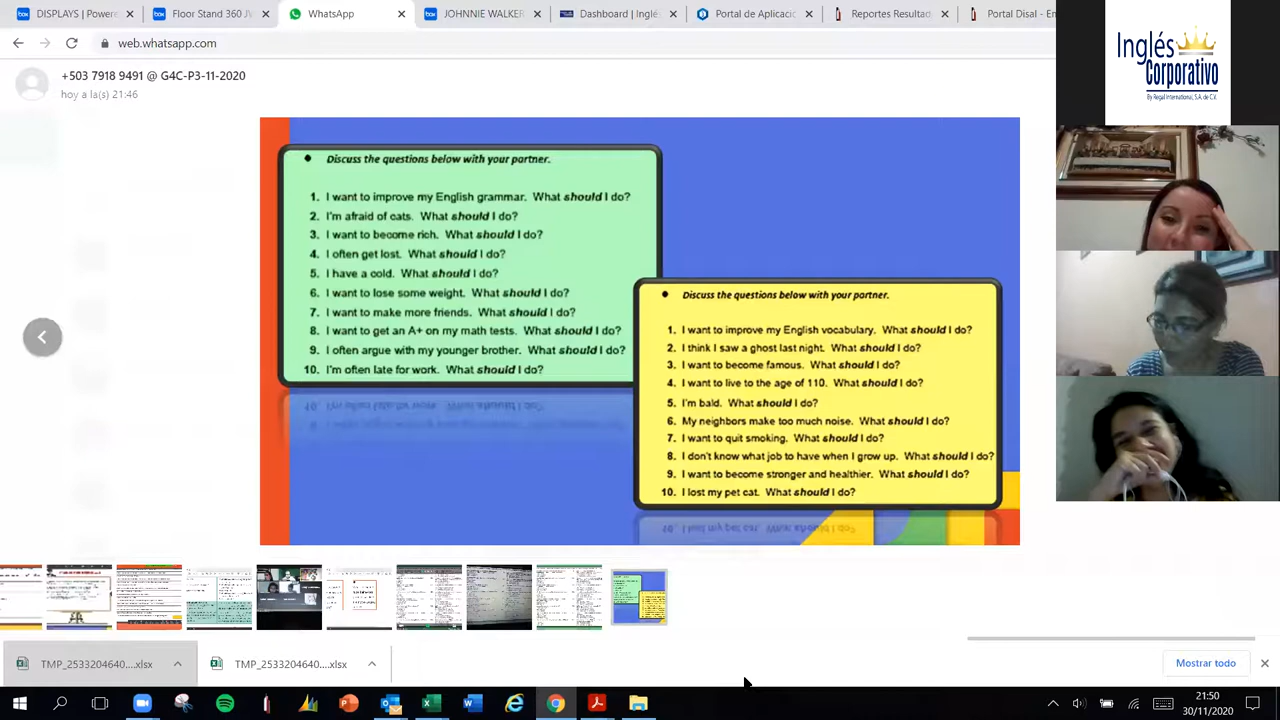 DISPLAYS | Powere
Floor Stand 360 J
WhatsApp
JOHNNIE WALKER
Dashboard | Inglé
Portal de Aplicacio
Reportes Resultad
Portal Disal - En
web.whatsapp.com
+503 7918 9491 @ G4C-P3-11-2020
hoy a la(s) 21:46
Inglés
Corporativo
By Regal International, S.A. de C.V.
Discuss the questions below with your partner.
1. I want to improve my English grammar. What should I do?
2. I'm afraid of cats. What should I do?
3. I want to become rich. What should I do?
4. I often get lost. What should I do?
5. I have a cold. What should I do?
6. I want to lose some weight. What should I do?
7. I want to make more friends. What should I do?
8. I want to get an A+ on my math tests. What should I do?
9. I often argue with my younger brother. What should I do?
10. I'm often late for work. What should I do?
Discuss the questions below with your partner.
1. I want to improve my English vocabulary. What should I do?
2. I think I saw a ghost last night. What should I do?
3. I want to become famous. What should I do?
4. I want to live to the age of 110. What should I do?
5. I'm bald. What should I do?
6. My neighbors make too much noise. What should I do?
7. I want to quit smoking. What should I do?
8. I don't know what job to have when I grow up. What should I do?
9. I want to become stronger and healthier. What should I do?
10. I lost my pet cat. What should I do?
TMP_2533204640....xlsx
TMP_2533204640....xlsx
Mostrar todo
21:50
30/11/2020